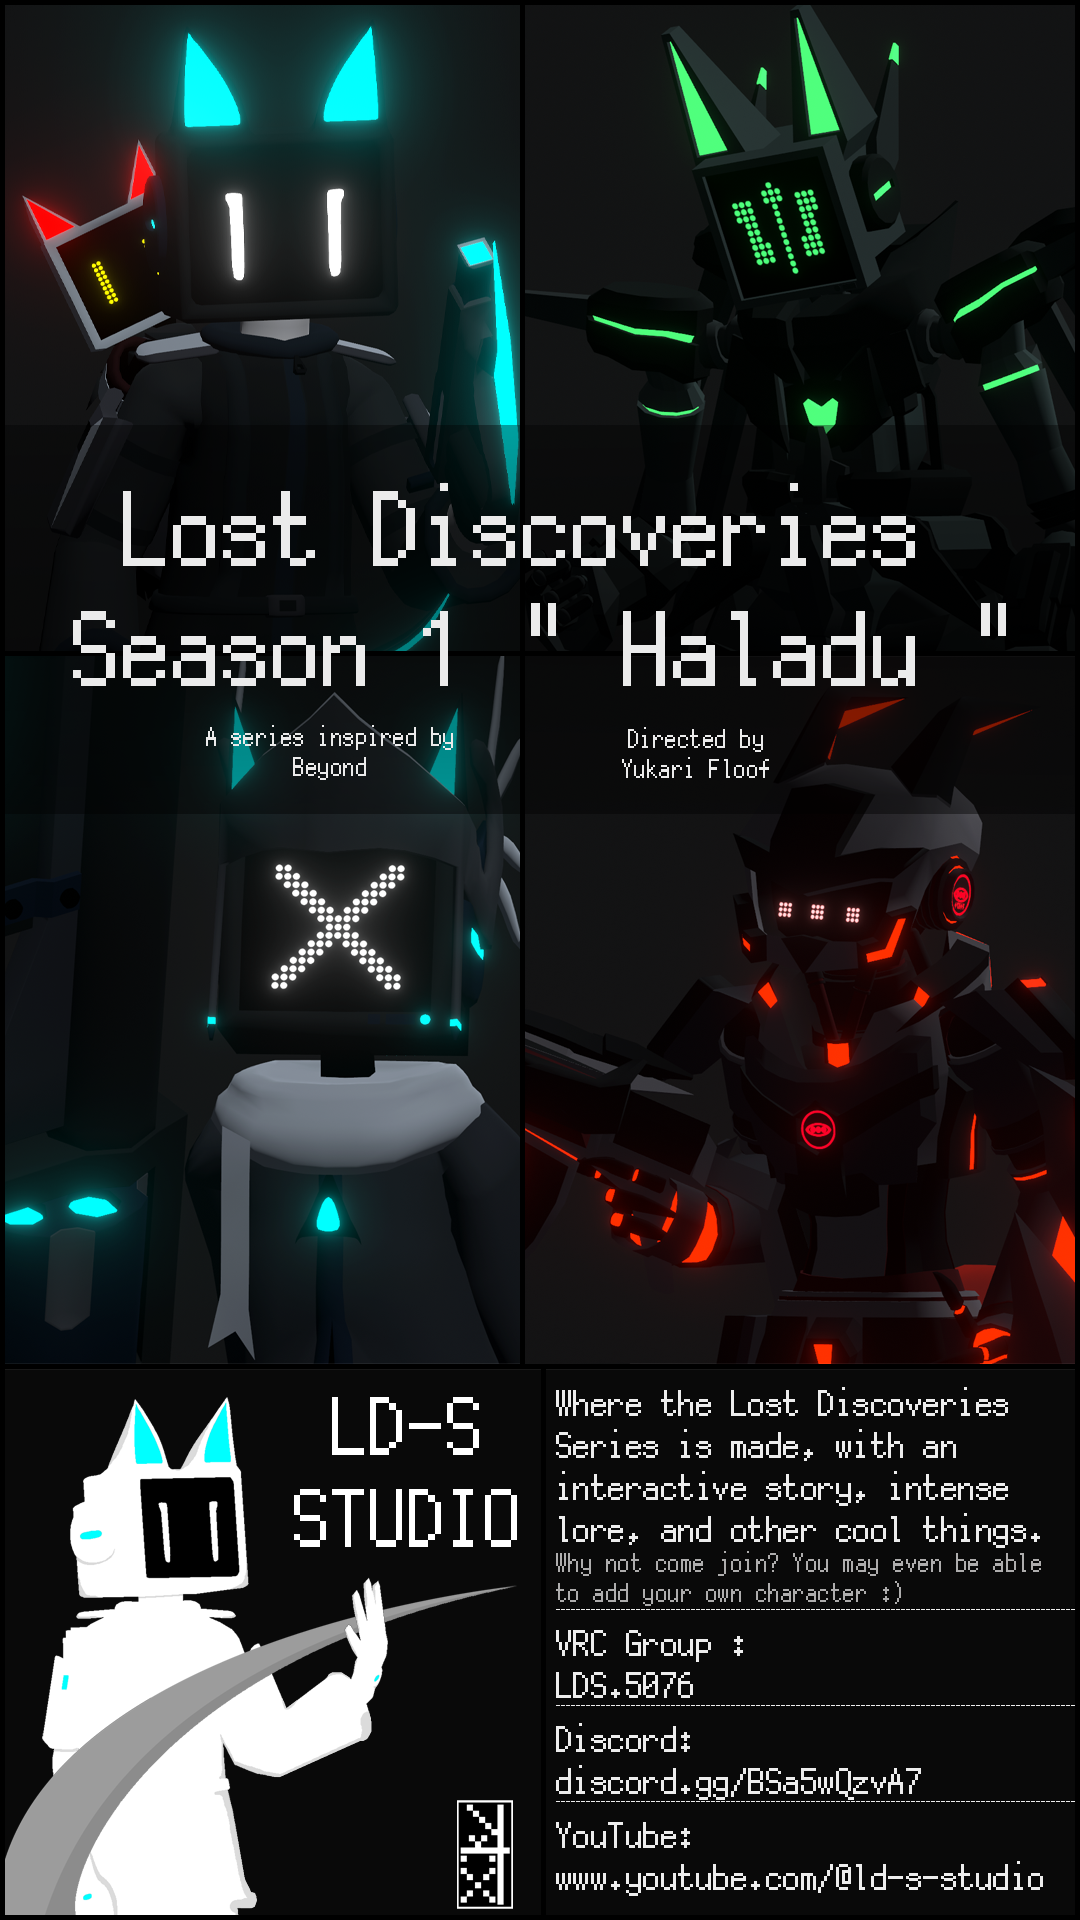 Lost Discoveries
Season 1 " Haladu "
A series inspired by
Beyond
Directed by
Yukari Floof
LD-S
STUDIO
Where the Lost Discoveries
Series is made, with an
interactive story, intense
lore, and other cool things.
Why not come join? You may even be able
to add your own character :)
VRC Group :
LDS.5076
Discord:
discord.gg/BSa5wQzvA7
YouTube:
www.youtube.com/@ld-s-studio